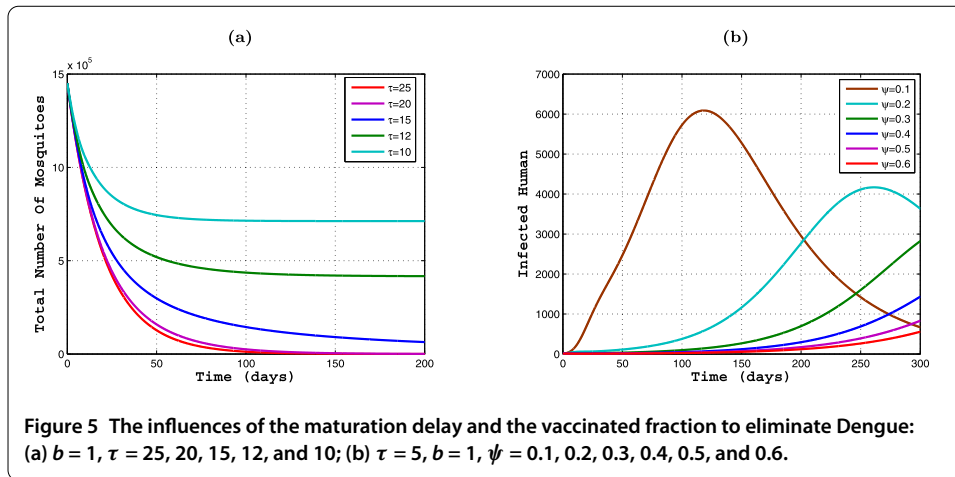 (a)
× 10⁵
15
10
5
0
Total Number Of Mosquitoes
0 50 100 150 200
Time (days)
τ=25
τ=20
τ=15
τ=12
τ=10
(b)
7000
6000
5000
4000
3000
2000
1000
0
Infected Human
0 50 100 150 200 250 300
Time (days)
ψ=0.1
ψ=0.2
ψ=0.3
ψ=0.4
ψ=0.5
ψ=0.6
Figure 5 The influences of the maturation delay and the vaccinated fraction to eliminate Dengue:
(a) b = 1, τ = 25, 20, 15, 12, and 10; (b) τ = 5, b = 1, ψ = 0.1, 0.2, 0.3, 0.4, 0.5, and 0.6.